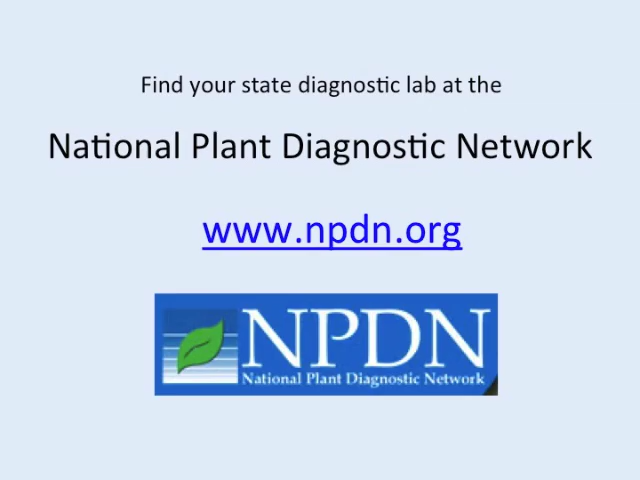 Find your state diagnostic lab at the
National Plant Diagnostic Network
www.npdn.org
NPDN
National Plant Diagnostic Network